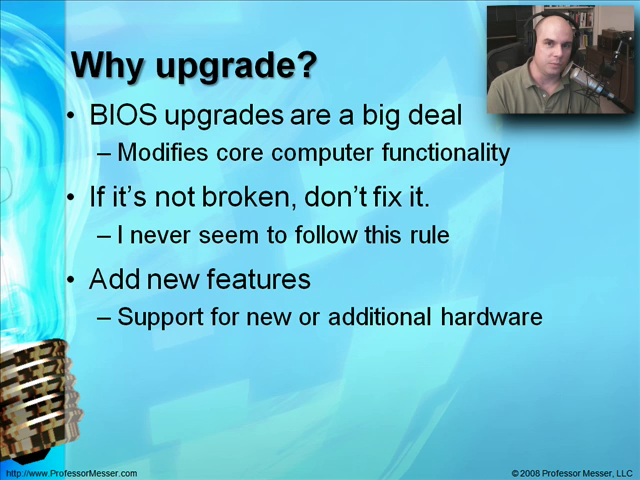 Why upgrade?
• BIOS upgrades are a big deal
– Modifies core computer functionality
• If it's not broken, don't fix it.
– I never seem to follow this rule
• Add new features
– Support for new or additional hardware
http://www.ProfessorMesser.com
© 2008 Professor Messer, LLC